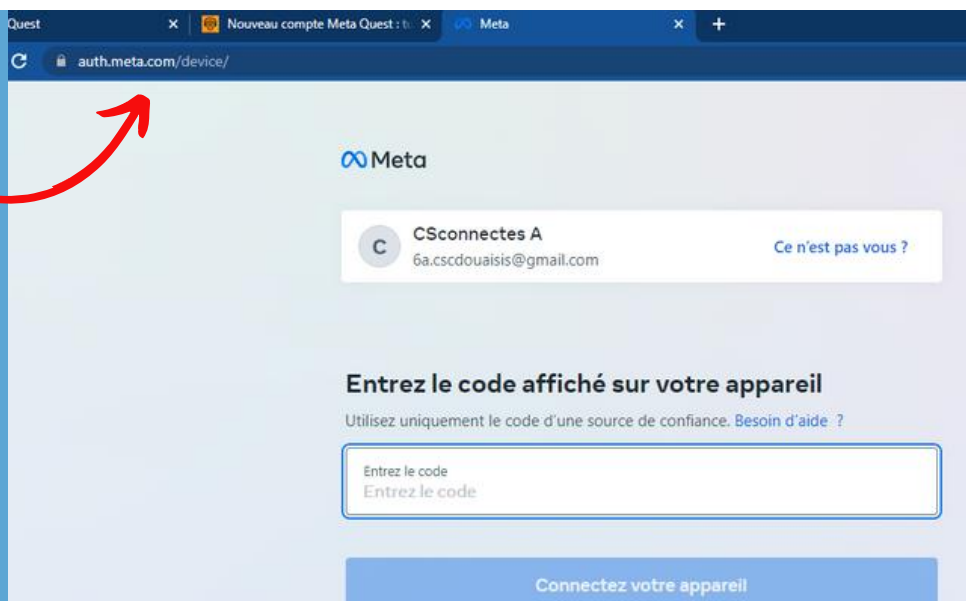 Quest
Nouveau compte Meta Quest : t
Meta
auth.meta.com/device/
Meta
C
CSconnectes A
6a.cscdouaisis@gmail.com
Ce n'est pas vous ?
Entrez le code affiché sur votre appareil
Utilisez uniquement le code d'une source de confiance. Besoin d'aide ?
Entrez le code
Entrez le code
Connectez votre appareil